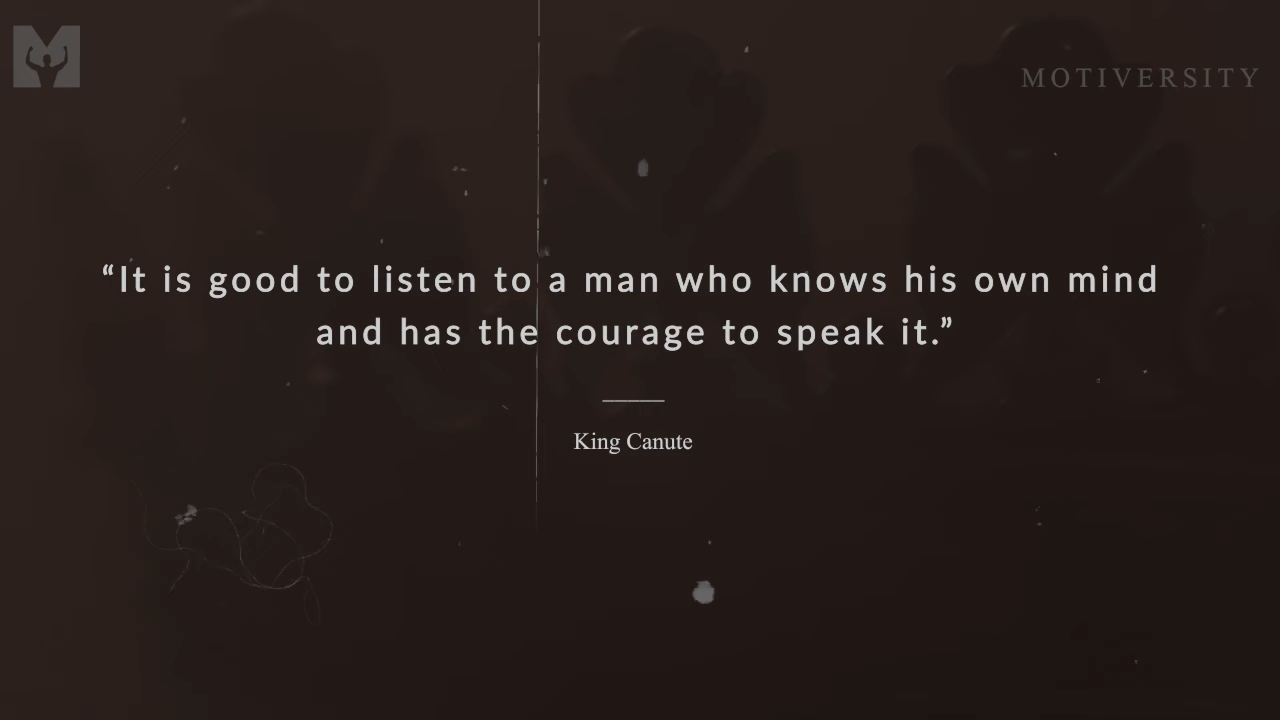 MOTIVERSITY
“It is good to listen to a man who knows his own mind
and has the courage to speak it.”
King Canute